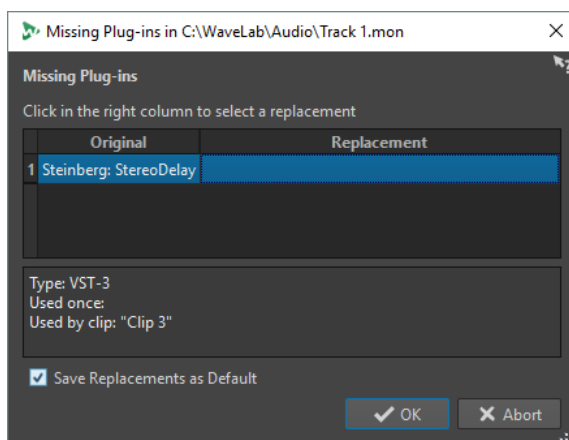 Missing Plug-ins in C:\WaveLab\Audio\Track 1.mon
Missing Plug-ins
Click in the right column to select a replacement
Original Replacement
1 Steinberg: StereoDelay
Type: VST-3
Used once:
Used by clip: "Clip 3"
Save Replacements as Default
OK Abort